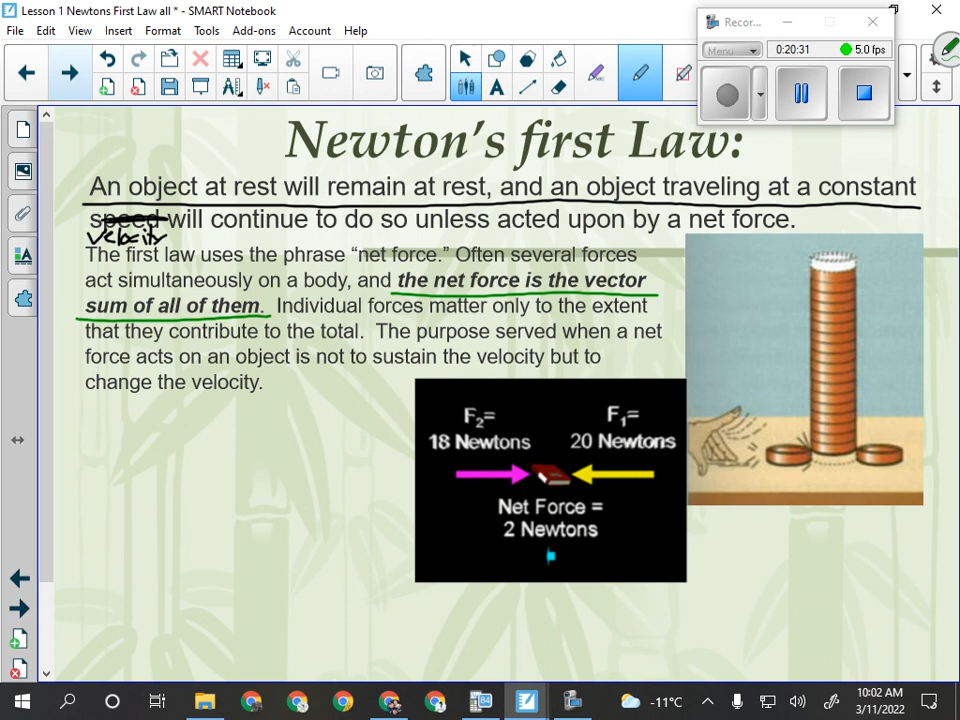 Lesson 1 Newtons First Law all * - SMART Notebook
File Edit View Insert Format Tools Add-ons Account Help
Recor...
Menu 0:20:31 5.0 fps
Newton's first Law:
An object at rest will remain at rest, and an object traveling at a constant
speed will continue to do so unless acted upon by a net force.
velocity
The first law uses the phrase “net force.” Often several forces
act simultaneously on a body, and the net force is the vector
sum of all of them. Individual forces matter only to the extent
that they contribute to the total. The purpose served when a net
force acts on an object is not to sustain the velocity but to
change the velocity.
F2= F1=
18 Newtons 20 Newtons
Net Force =
2 Newtons
-11°C
10:02 AM
3/11/2022